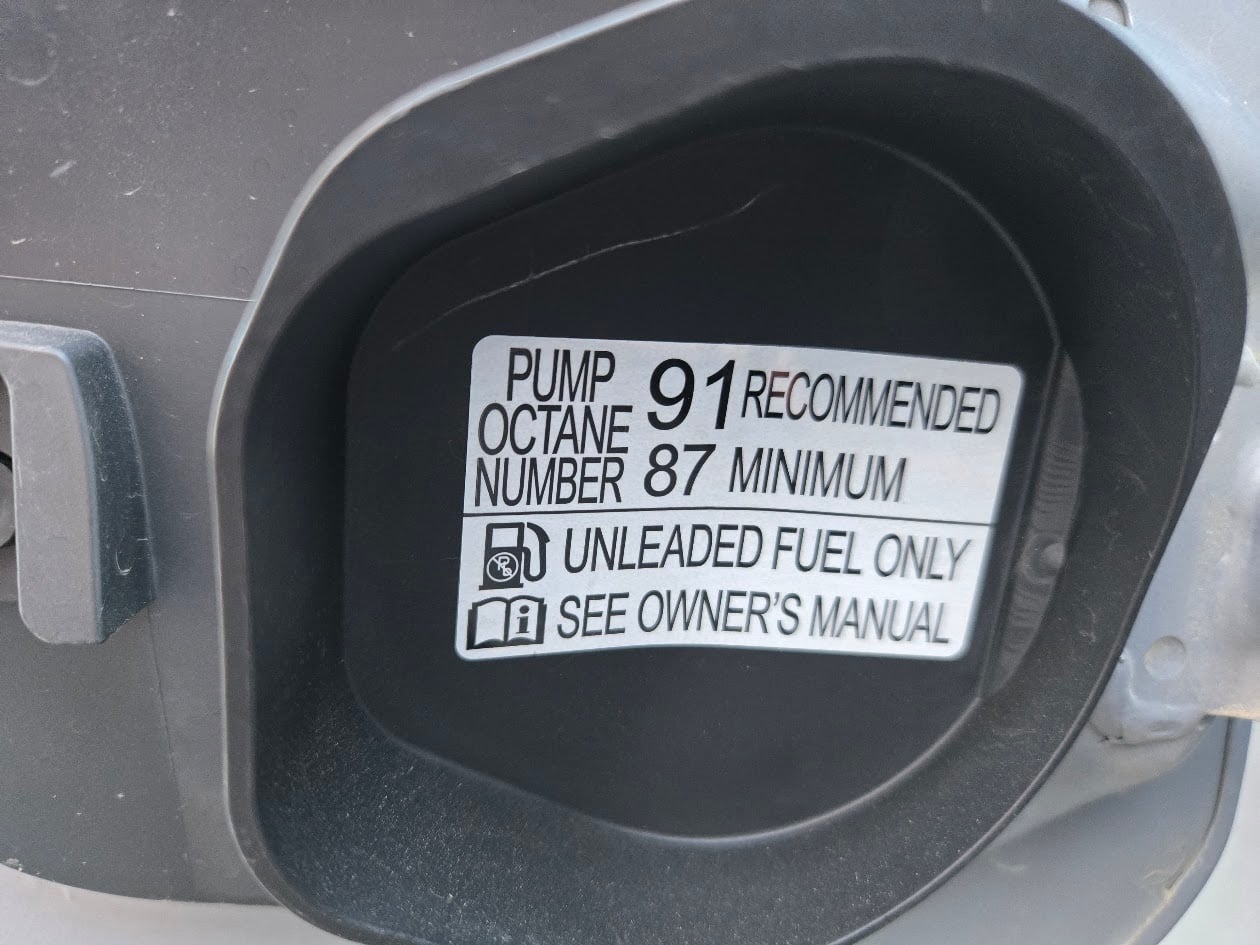 PUMP
OCTANE
NUMBER
91 RECOMMENDED
87 MINIMUM
UNLEADED FUEL ONLY
SEE OWNER'S MANUAL